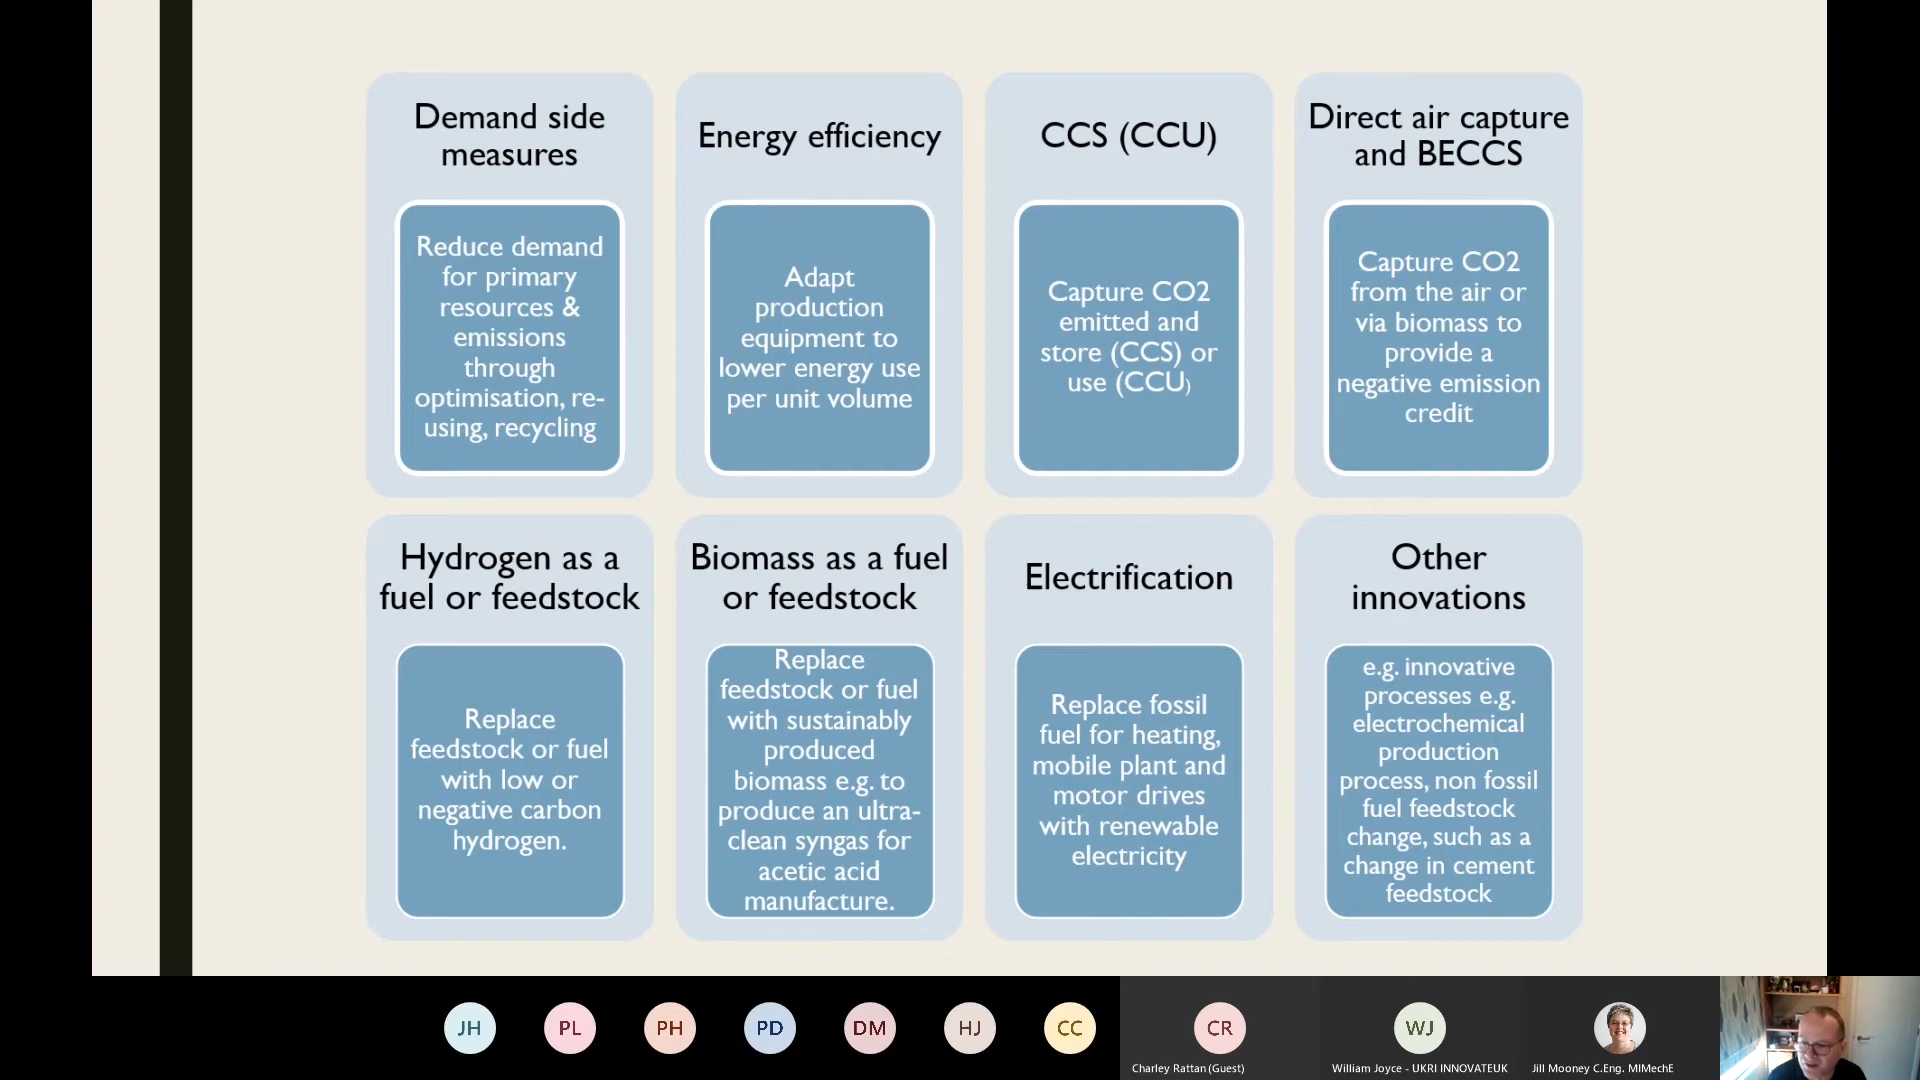 Demand side
measures
Reduce demand
for primary
resources &
emissions
through
optimisation, re-
using, recycling
Energy efficiency
Adapt
production
equipment to
lower energy use
per unit volume
CCS (CCU)
Capture CO2
emitted and
store (CCS) or
use (CCU)
Direct air capture
and BECCS
Capture CO2
from the air or
via biomass to
provide a
negative emission
credit
Hydrogen as a
fuel or feedstock
Replace
feedstock or fuel
with low or
negative carbon
hydrogen.
Biomass as a fuel
or feedstock
Replace
feedstock or fuel
with sustainably
produced
biomass e.g. to
produce an ultra-
clean syngas for
acetic acid
manufacture.
Electrification
Replace fossil
fuel for heating,
mobile plant and
motor drives
with renewable
electricity
Other
innovations
e.g. innovative
processes e.g.
electrochemical
production
process, non fossil
fuel feedstock
change, such as a
change in cement
feedstock
JH
PL
PH
PD
DM
HJ
CC
CR
Charley Rattan (Guest)
WJ
William Joyce - UKRI INNOVATEUK
Jill Mooney C.Eng. MIMechE